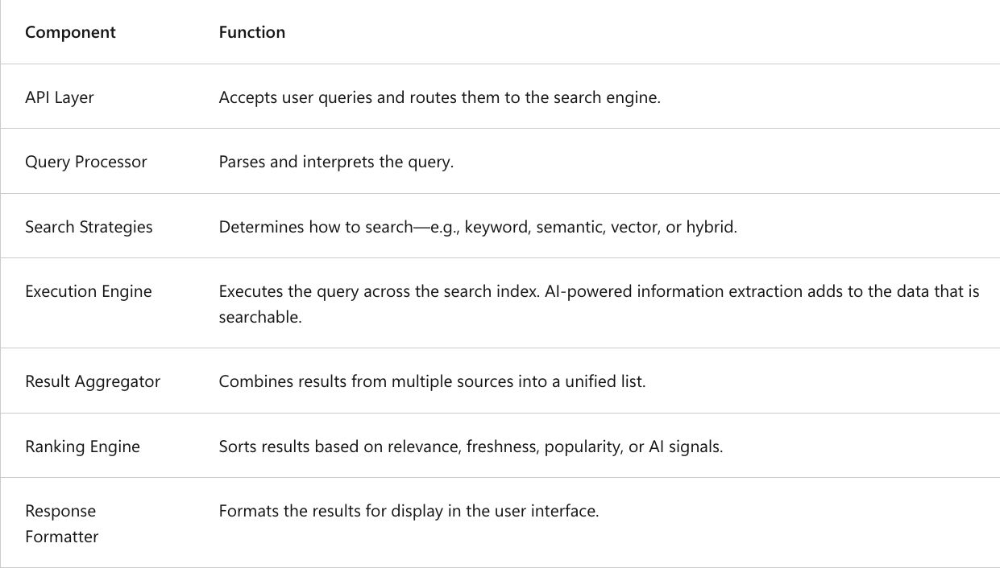 Component
Function
API Layer
Accepts user queries and routes them to the search engine.
Query Processor
Parses and interprets the query.
Search Strategies
Determines how to search—e.g., keyword, semantic, vector, or hybrid.
Execution Engine
Executes the query across the search index. AI-powered information extraction adds to the data that is
searchable.
Result Aggregator
Combines results from multiple sources into a unified list.
Ranking Engine
Sorts results based on relevance, freshness, popularity, or AI signals.
Response
Formatter
Formats the results for display in the user interface.